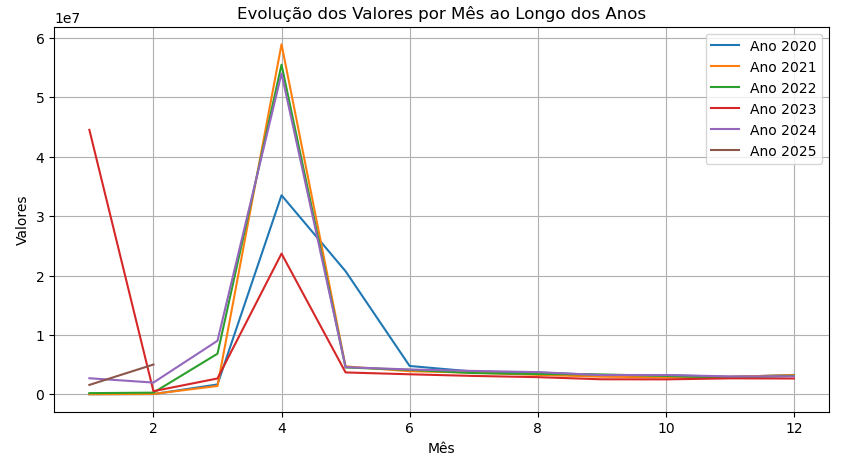 Evolução dos Valores por Mês ao Longo dos Anos
1e7
6
5
4
3
2
1
0
Valores
2
4
6
8
10
12
Mês
Ano 2020
Ano 2021
Ano 2022
Ano 2023
Ano 2024
Ano 2025